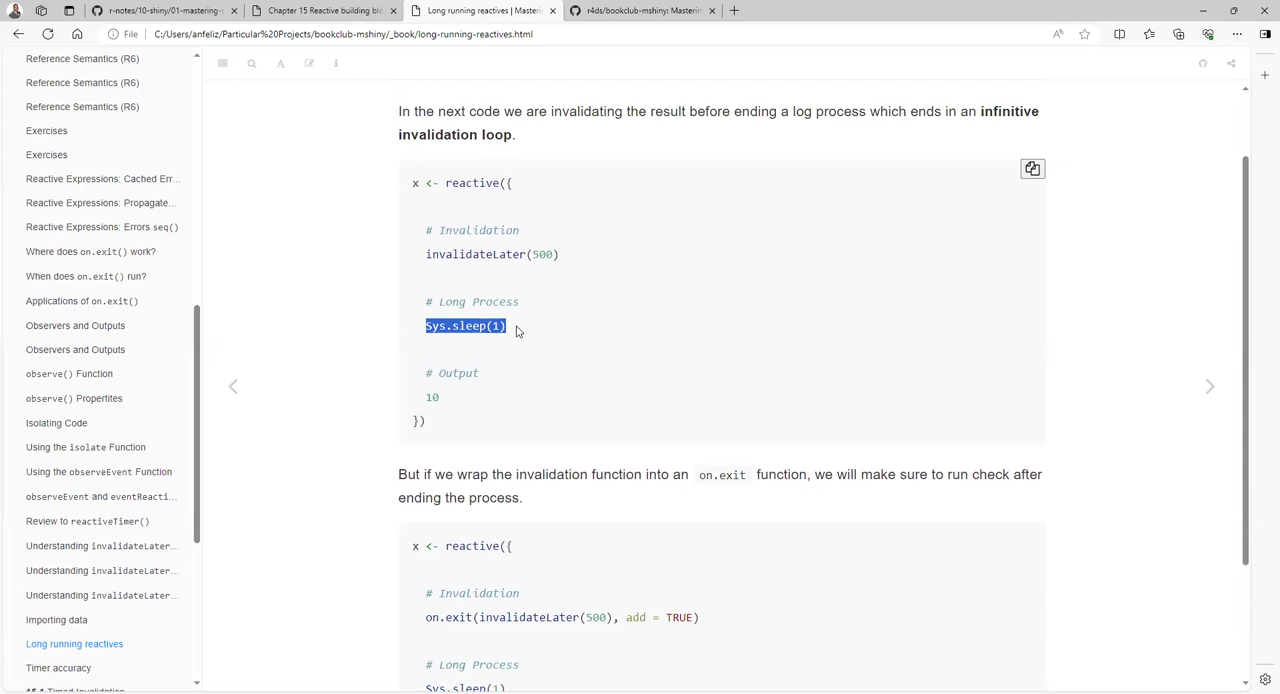 r-notes/10-shiny/01-mastering-s
Chapter 15 Reactive building blo
Long running reactives | Masteri
r4ds/bookclub-mshiny: Masterin
File
C:/Users/anfeliz/Particular%20Projects/bookclub-mshiny/_book/long-running-reactives.html
Reference Semantics (R6)
Reference Semantics (R6)
Reference Semantics (R6)
Exercises
Exercises
Reactive Expressions: Cached Err...
Reactive Expressions: Propagate...
Reactive Expressions: Errors seq()
Where does on.exit() work?
When does on.exit() run?
Applications of on.exit()
Observers and Outputs
Observers and Outputs
observe() Function
observe() Propertites
Isolating Code
Using the isolate Function
Using the observeEvent Function
observeEvent and eventReacti...
Review to reactiveTimer()
Understanding invalidateLater...
Understanding invalidateLater...
Understanding invalidateLater...
Importing data
Long running reactives
Timer accuracy
15.1 Timed Invalidation
In the next code we are invalidating the result before ending a log process which ends in an infinitive
invalidation loop.
x <- reactive({
# Invalidation
invalidateLater(500)
# Long Process
Sys.sleep(1)
# Output
10
})
But if we wrap the invalidation function into an on.exit function, we will make sure to run check after
ending the process.
x <- reactive({
# Invalidation
on.exit(invalidateLater(500), add = TRUE)
# Long Process
Sys.sleep(1)